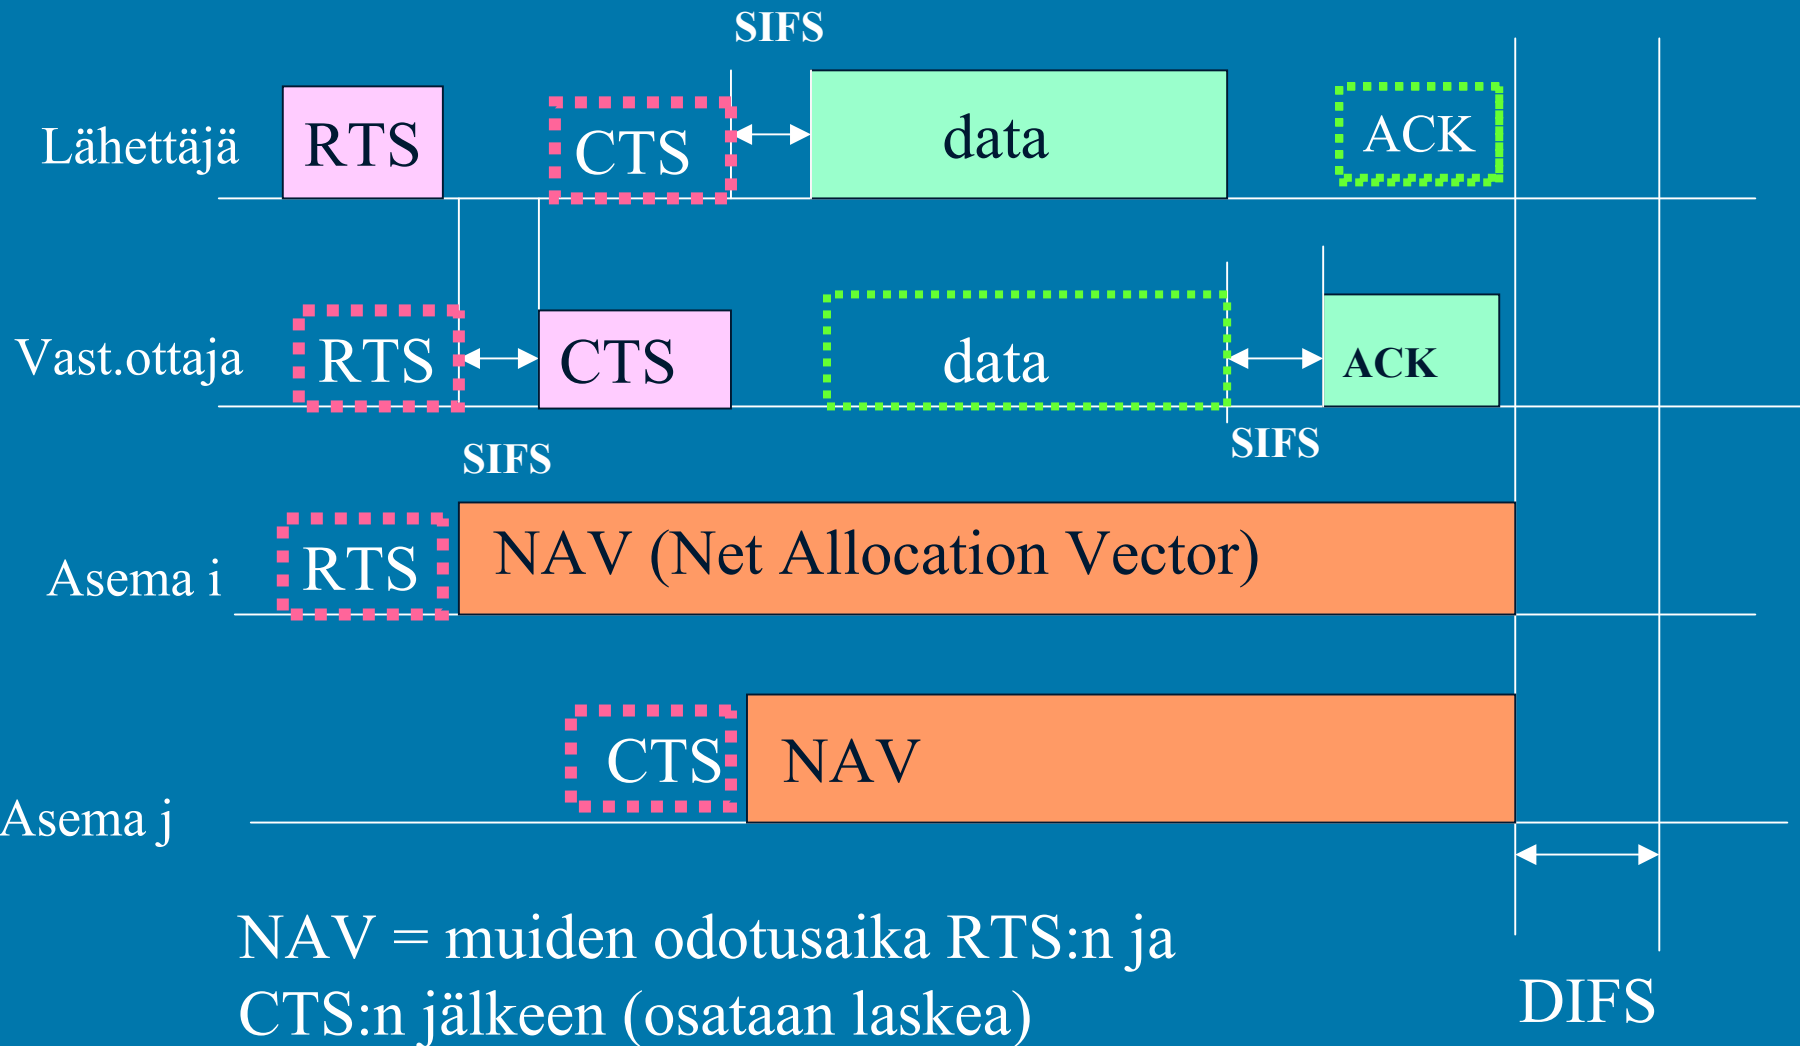 SIFS
Lähettäjä RTS CTS data ACK
Vast.ottaja RTS CTS data ACK
SIFS SIFS
Asema i RTS NAV (Net Allocation Vector)
CTS NAV
Asema j
NAV = muiden odotusaika RTS:n ja
CTS:n jälkeen (osataan laskea)
DIFS